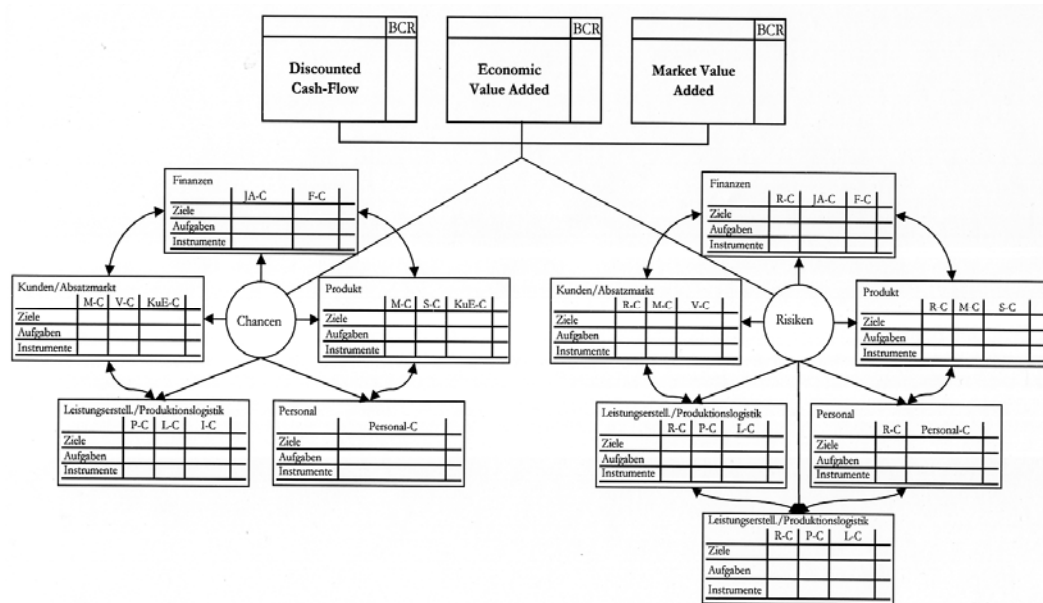 BCR
Discounted
Cash-Flow
BCR
Economic
Value Added
BCR
Market Value
Added
Finanzen
JA-C F-C
Ziele
Aufgaben
Instrumente
Kunden/Absatzmarkt
M-C V-C KuE-C
Ziele
Aufgaben
Instrumente
Chancen
Produkt
M-C S-C KuE-C
Ziele
Aufgaben
Instrumente
Leistungserstell./Produktionslogistik
P-C L-C I-C
Ziele
Aufgaben
Instrumente
Personal
Personal-C
Ziele
Aufgaben
Instrumente
Finanzen
R-C JA-C F-C
Ziele
Aufgaben
Instrumente
Kunden/Absatzmarkt
R-C M-C V-C
Ziele
Aufgaben
Instrumente
Risiken
Produkt
R-C M-C S-C
Ziele
Aufgaben
Instrumente
Leistungserstell./Produktionslogistik
R-C P-C L-C
Ziele
Aufgaben
Instrumente
Personal
R-C Personal-C
Ziele
Aufgaben
Instrumente
Leistungserstell./Produktionslogistik
R-C P-C L-C
Ziele
Aufgaben
Instrumente